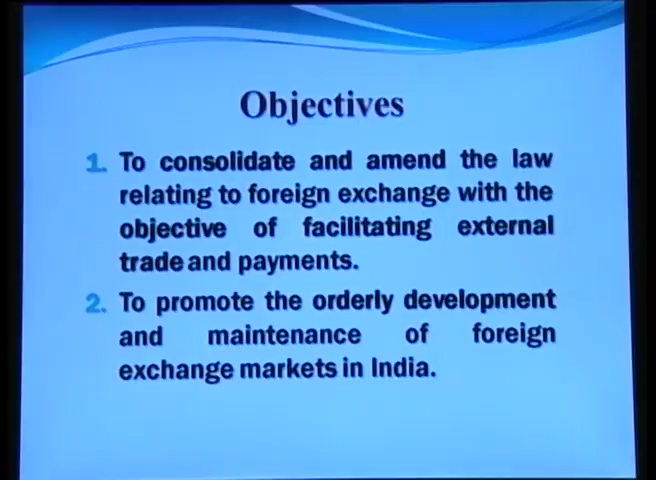 Objectives
1. To consolidate and amend the law
relating to foreign exchange with the
objective of facilitating external
trade and payments.
2. To promote the orderly development
and maintenance of foreign
exchange markets in India.